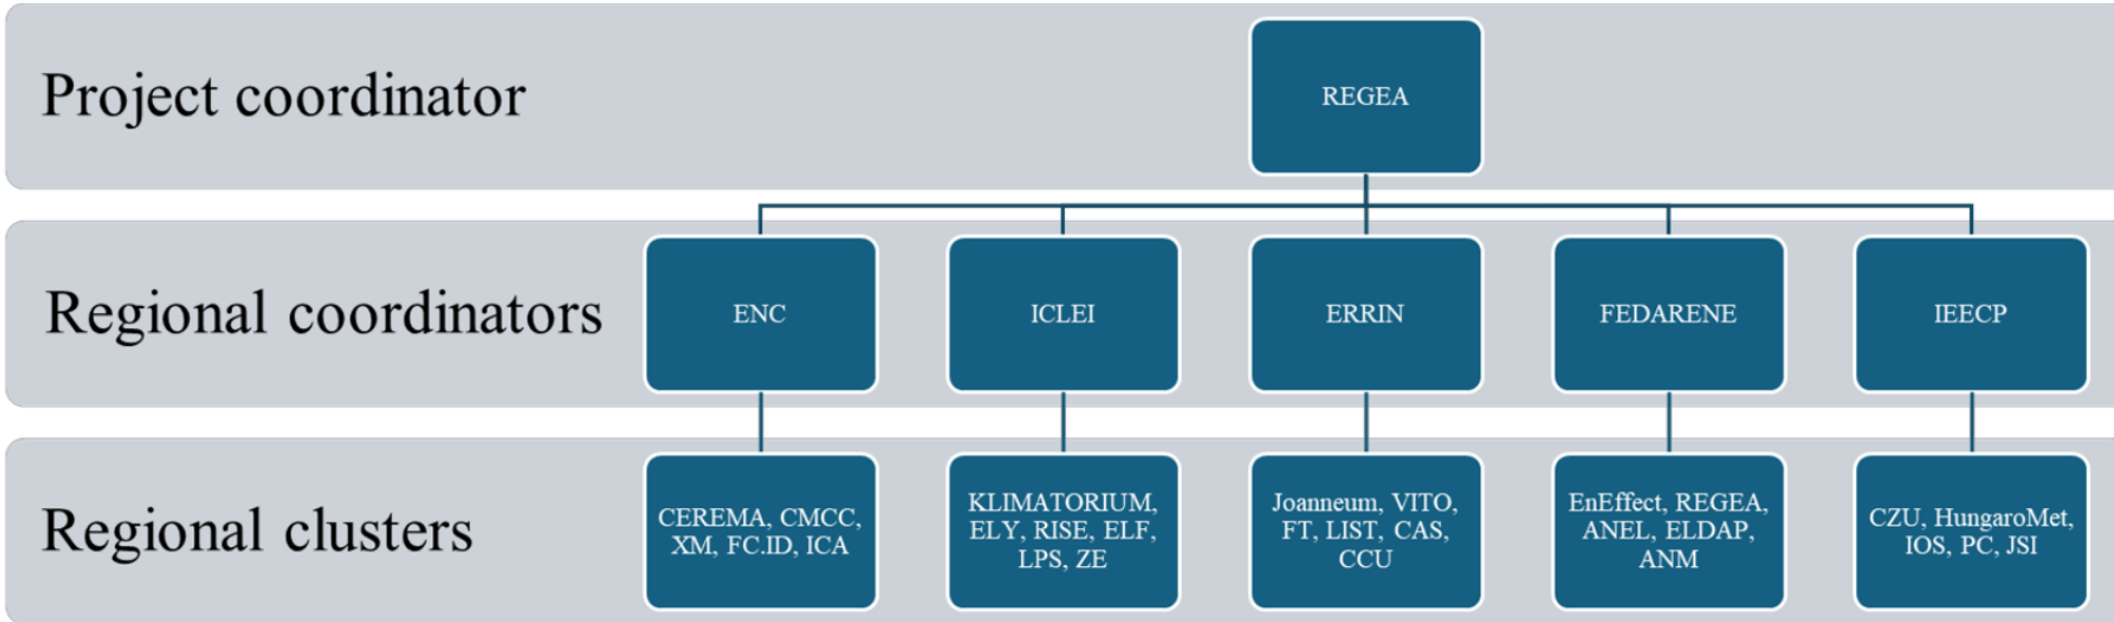 Project coordinator
REGEA
Regional coordinators
ENC
ICLEI
ERRIN
FEDARENE
IEECP
Regional clusters
CEREMA, CMCC,
XM, FC.ID, ICA
KLIMATORIUM,
ELY, RISE, ELF,
LPS, ZE
Joanneum, VITO,
FT, LIST, CAS,
CCU
EnEffect, REGEA,
ANEL, ELDAP,
ANM
CZU, HungaroMet,
IOS, PC, JSI